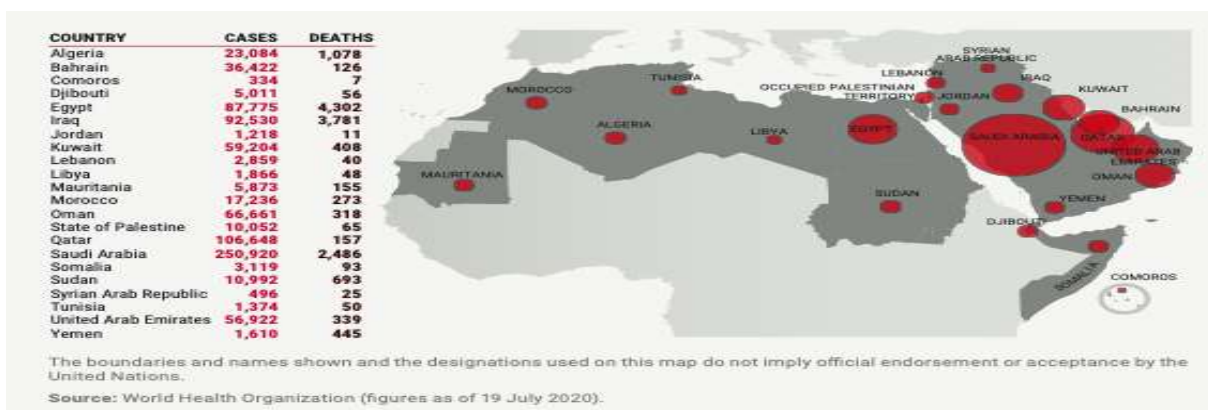 COUNTRY CASES DEATHS
Algeria 23,084 1,078
Bahrain 36,422 126
Comoros 334 7
Djibouti 5,011 56
Egypt 87,775 4,302
Iraq 92,530 3,781
Jordan 1,218 11
Kuwait 59,204 408
Lebanon 2,859 40
Libya 1,866 48
Mauritania 5,873 155
Morocco 17,236 273
Oman 66,661 318
State of Palestine 10,052 65
Qatar 106,648 157
Saudi Arabia 250,920 2,486
Somalia 3,119 93
Sudan 10,992 693
Syrian Arab Republic 496 25
Tunisia 1,374 50
United Arab Emirates 56,922 339
Yemen 1,610 445
SYRIAN
ARAB REPUBLIC
LEBANON
IRAQ
TUNISIA
OCCUPIED PALESTINIAN
TERRITORY
JORDAN
KUWAIT
MOROCCO
BAHRAIN
ALGERIA
LIBYA
EGYPT
SAUDI ARABIA
QATAR
UNITED ARAB
EMIRATES
MAURITANIA
OMAN
SUDAN
YEMEN
DJIBOUTI
SOMALIA
COMOROS
The boundaries and names shown and the designations used on this map do not imply official endorsement or acceptance by the
United Nations.
Source: World Health Organization (figures as of 19 July 2020).